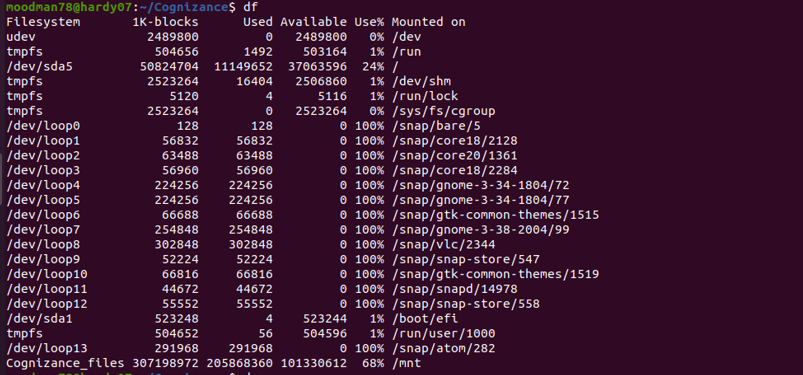 moodman78@hardy07:~/Cognizance$ df
Filesystem 1K-blocks Used Available Use% Mounted on
udev 2489800 0 2489800 0% /dev
tmpfs 504656 1492 503164 1% /run
/dev/sda5 50824704 11149652 37063596 24% /
tmpfs 2523264 16404 2506860 1% /dev/shm
tmpfs 5120 4 5116 1% /run/lock
tmpfs 2523264 0 2523264 0% /sys/fs/cgroup
/dev/loop0 128 128 0 100% /snap/bare/5
/dev/loop1 56832 56832 0 100% /snap/core18/2128
/dev/loop2 63488 63488 0 100% /snap/core20/1361
/dev/loop3 56960 56960 0 100% /snap/core18/2284
/dev/loop4 224256 224256 0 100% /snap/gnome-3-34-1804/72
/dev/loop5 224256 224256 0 100% /snap/gnome-3-34-1804/77
/dev/loop6 66688 66688 0 100% /snap/gtk-common-themes/1515
/dev/loop7 254848 254848 0 100% /snap/gnome-3-38-2004/99
/dev/loop8 302848 302848 0 100% /snap/vlc/2344
/dev/loop9 52224 52224 0 100% /snap/snap-store/547
/dev/loop10 66816 66816 0 100% /snap/gtk-common-themes/1519
/dev/loop11 44672 44672 0 100% /snap/snapd/14978
/dev/loop12 55552 55552 0 100% /snap/snap-store/558
/dev/sda1 523248 4 523244 1% /boot/efi
tmpfs 504652 56 504596 1% /run/user/1000
/dev/loop13 291968 291968 0 100% /snap/atom/282
Cognizance_files 307198972 205868360 101330612 68% /mnt